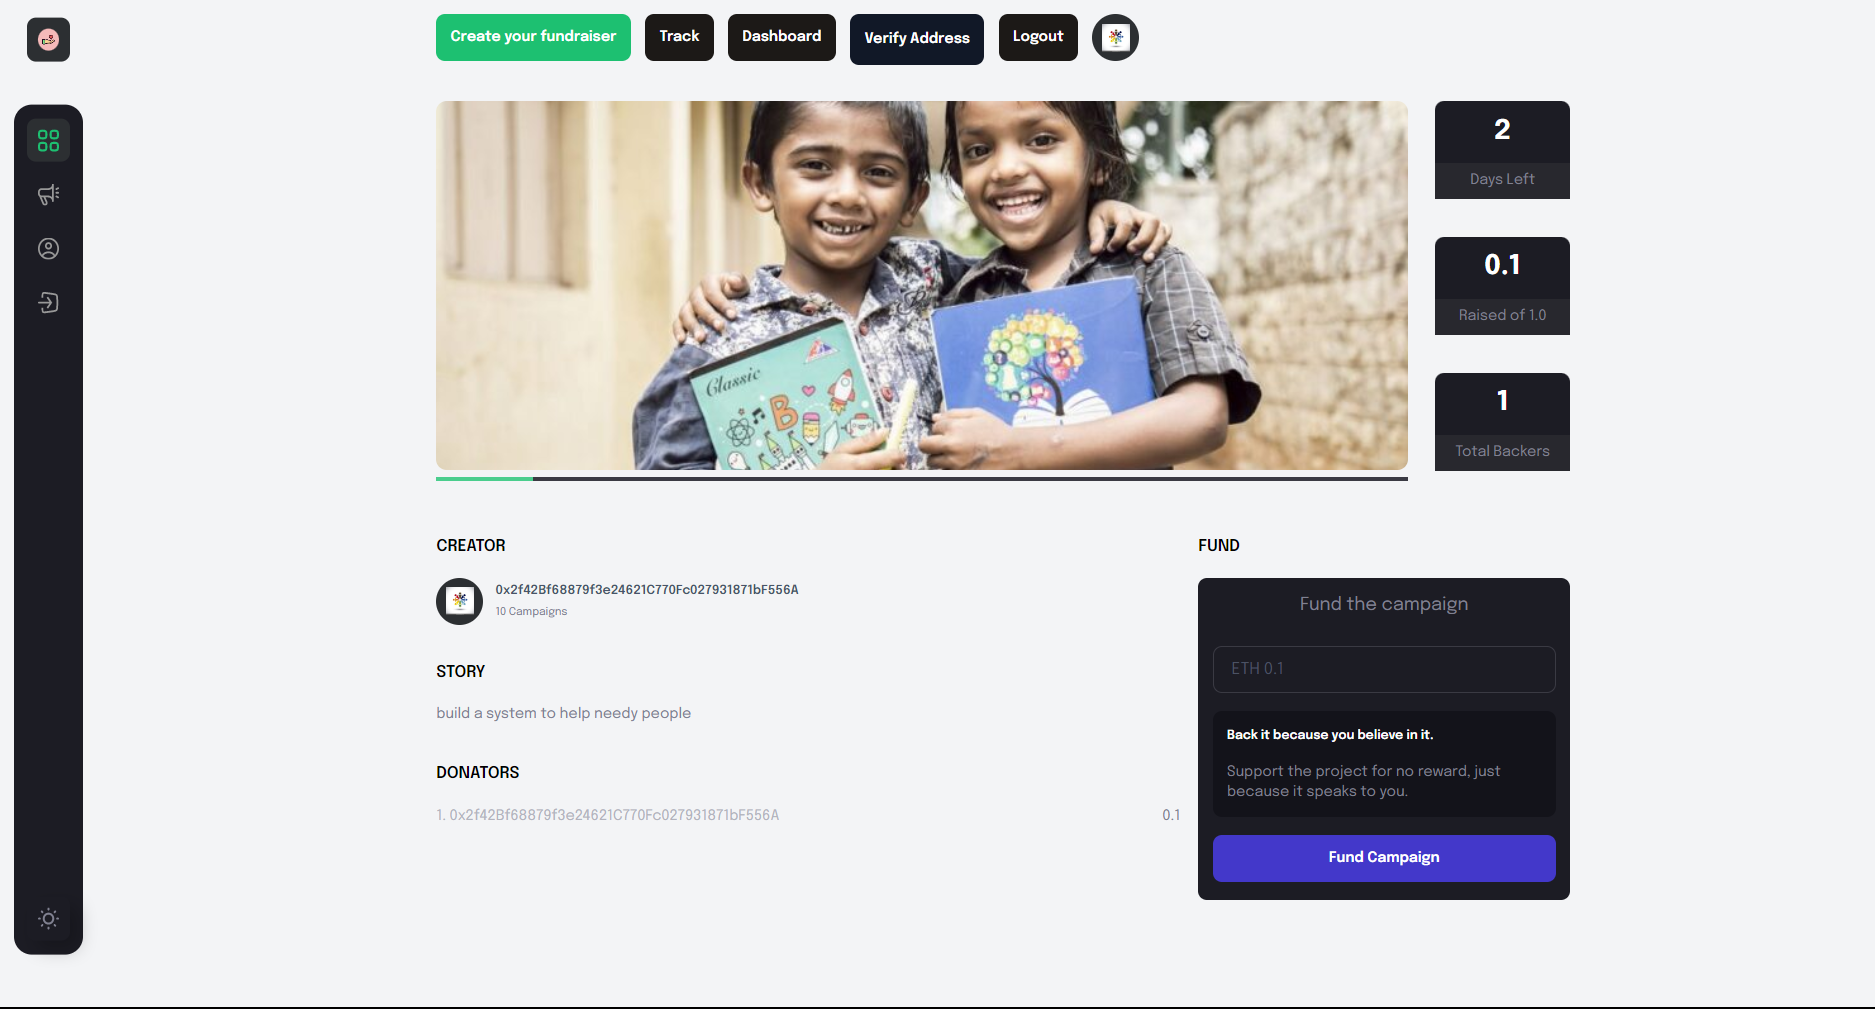 Create your fundraiser
Track
Dashboard
Verify Address
Logout
Classic
B
2
Days Left
0.1
Raised of 1.0
1
Total Backers
CREATOR
0x2f42Bf68879f3e24621C770Fc027931871bF556A
10 Campaigns
STORY
build a system to help needy people
DONATORS
1. 0x2f42Bf68879f3e24621C770Fc027931871bF556A
0.1
FUND
Fund the campaign
ETH 0.1
Back it because you believe in it.
Support the project for no reward, just
because it speaks to you.
Fund Campaign